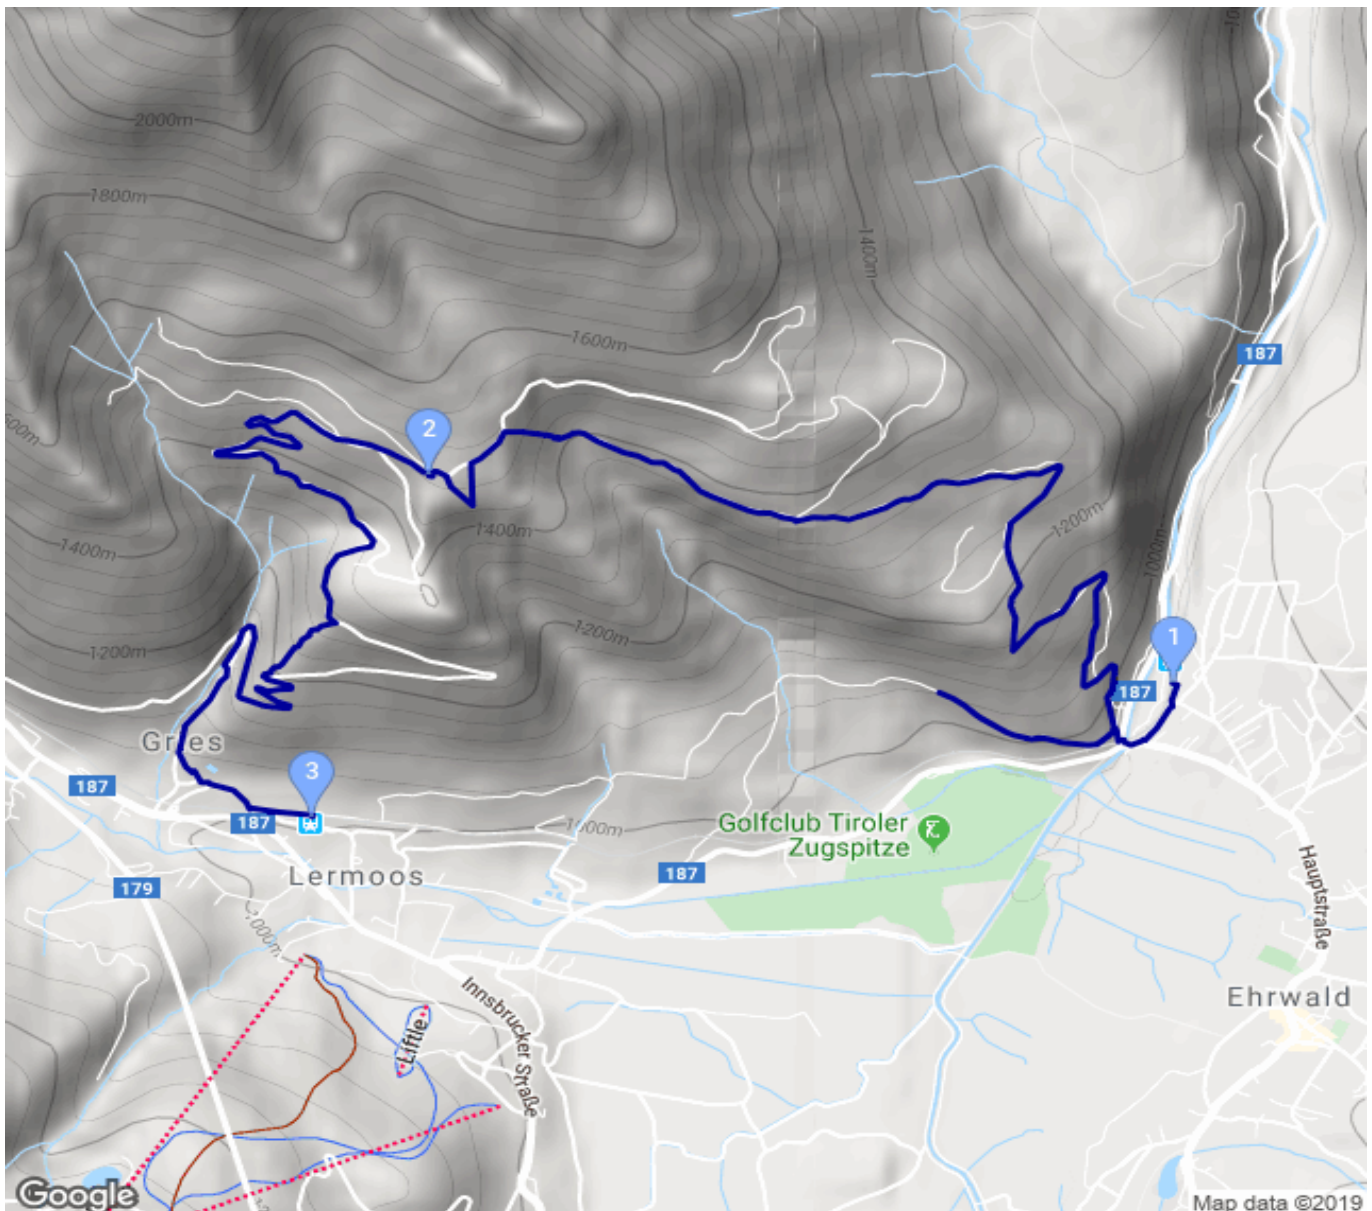 2000m
1800m
1400m
187
1600m
2
1400m
1200m
1400m
1000m
1200m
1
1200m
187
Gries
3
187
187
Golfclub Tiroler
Zugspitze
187
179
Lermoos
Hauptstraße
Innsbrucker Straße
Ehrwald
Liftle
Google
Map data ©2019